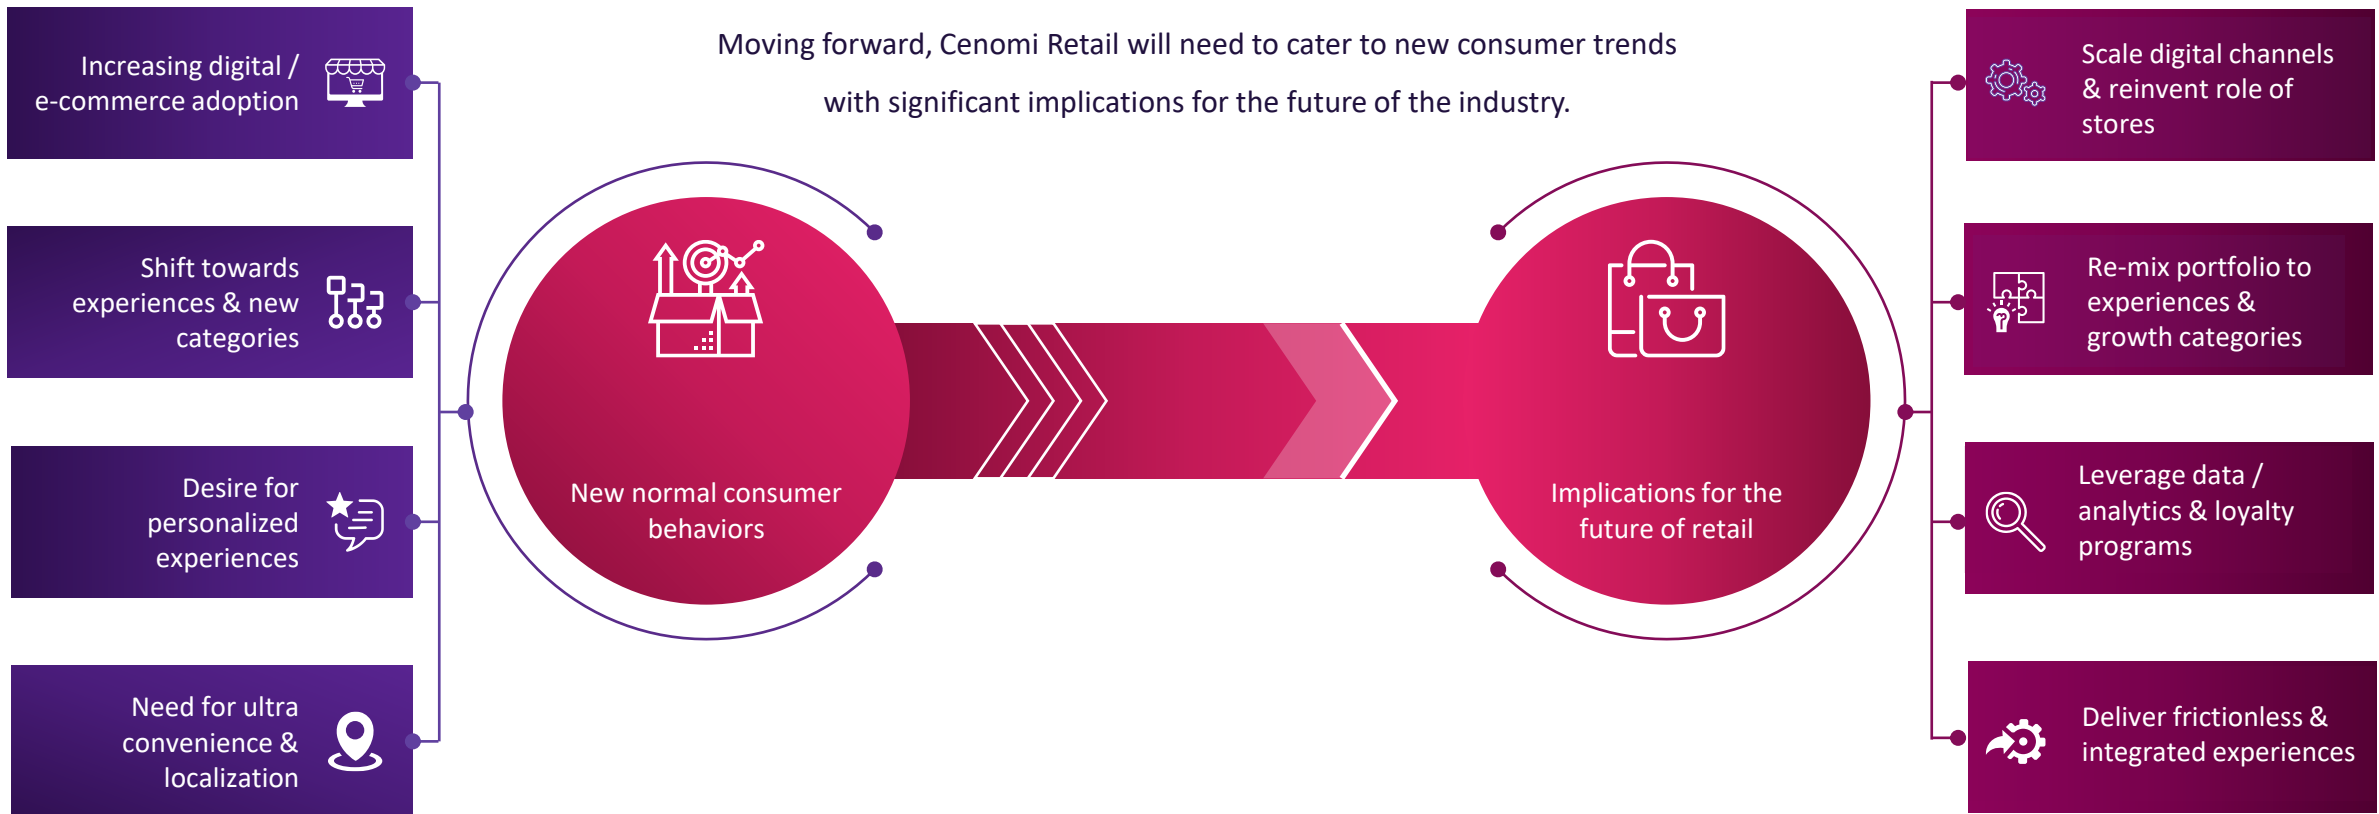 Moving forward, Cenomi Retail will need to cater to new consumer trends
with significant implications for the future of the industry.
Increasing digital /
e-commerce adoption
Shift towards
experiences & new
categories
Desire for
personalized
experiences
Need for ultra
convenience &
localization
New normal consumer
behaviors
Implications for the
future of retail
Scale digital channels
& reinvent role of
stores
Re-mix portfolio to
experiences &
growth categories
Leverage data /
analytics & loyalty
programs
Deliver frictionless &
integrated experiences